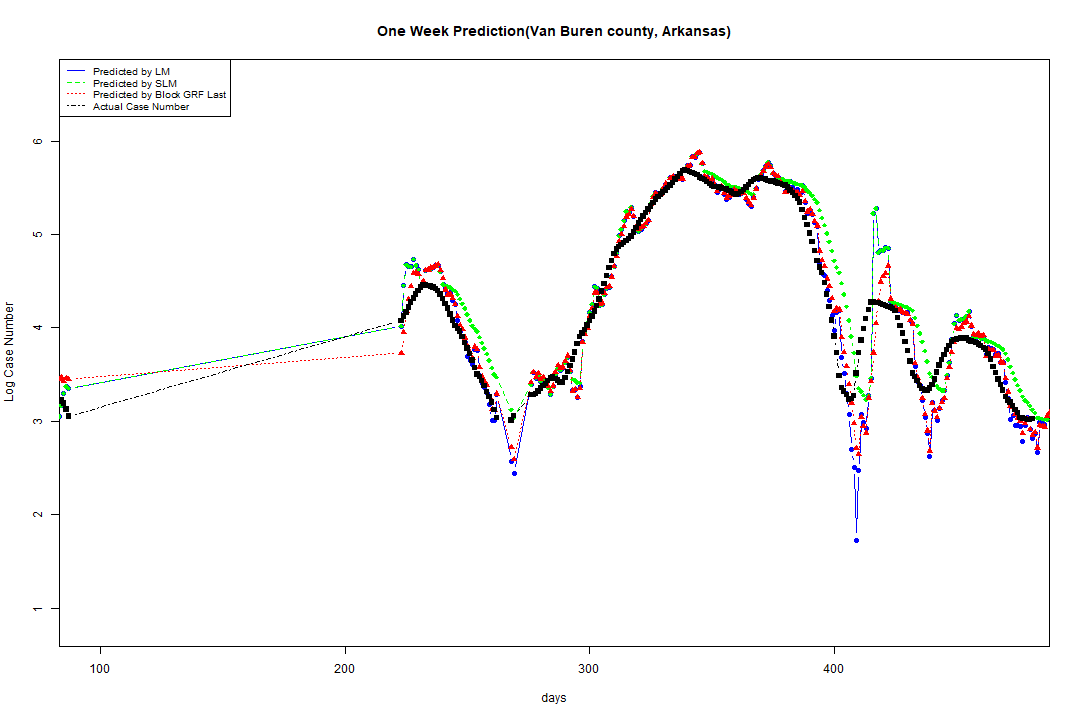 One Week Prediction(Van Buren county, Arkansas)
Predicted by LM
Predicted by SLM
Predicted by Block GRF Last
Actual Case Number
Log Case Number
6
5
4
3
2
1
100 200 300 400
days